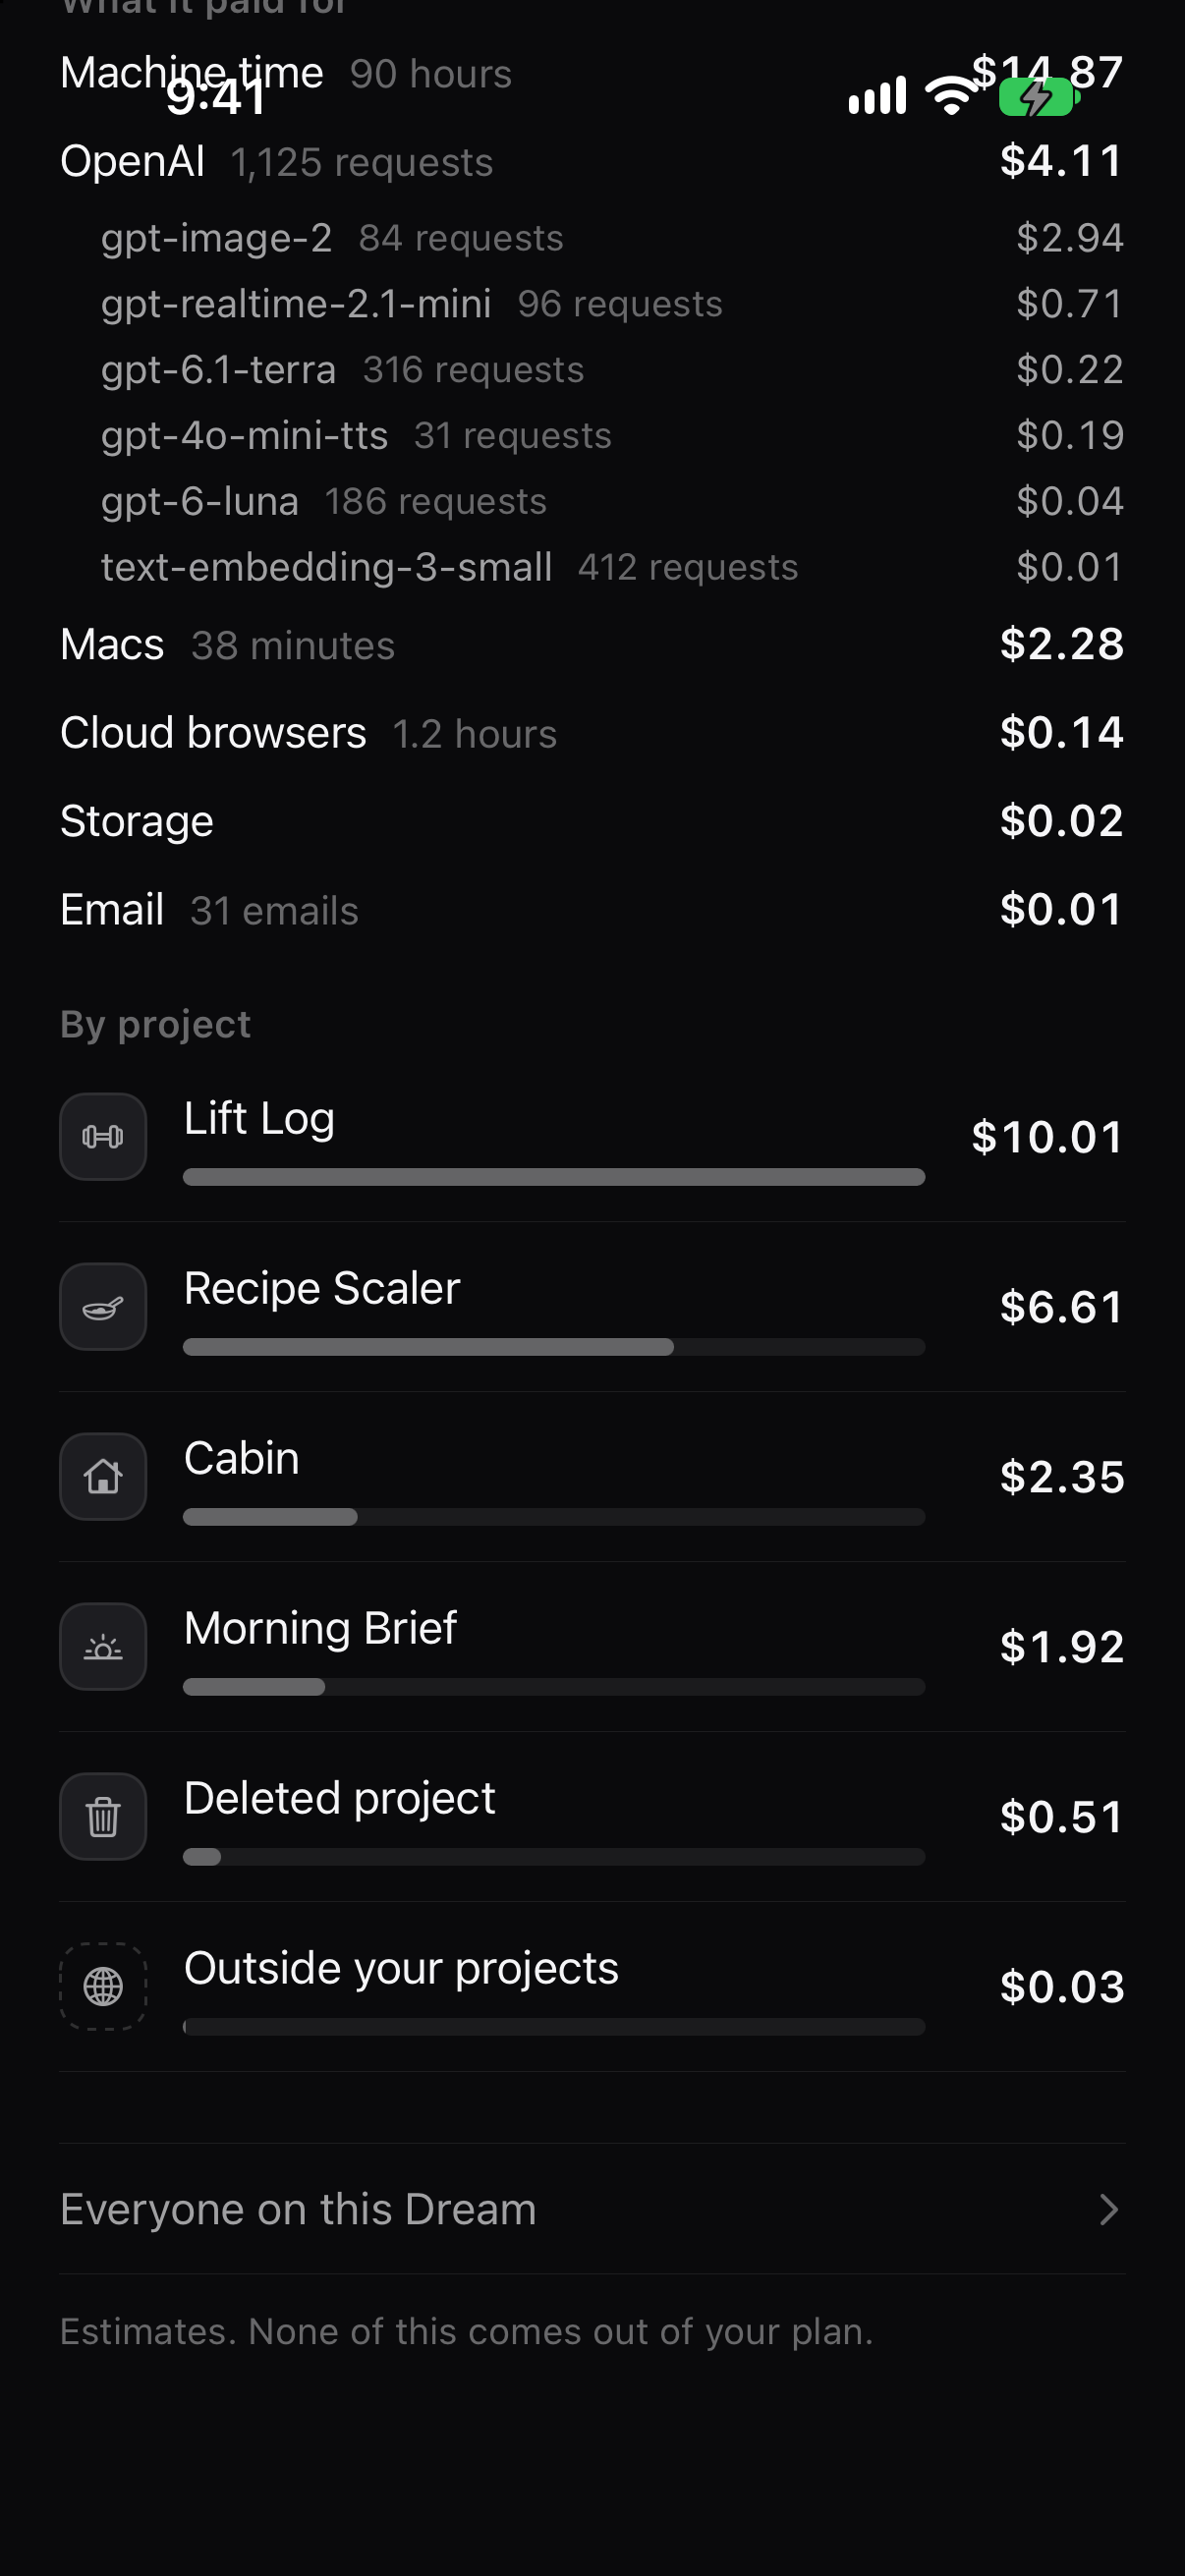 What it paid for
Machine time 90 hours $14.87
9:41
OpenAI 1,125 requests $4.11
gpt-image-2 84 requests $2.94
gpt-realtime-2.1-mini 96 requests $0.71
gpt-6.1-terra 316 requests $0.22
gpt-4o-mini-tts 31 requests $0.19
gpt-6-luna 186 requests $0.04
text-embedding-3-small 412 requests $0.01
Macs 38 minutes $2.28
Cloud browsers 1.2 hours $0.14
Storage $0.02
Email 31 emails $0.01
By project
Lift Log $10.01
Recipe Scaler $6.61
Cabin $2.35
Morning Brief $1.92
Deleted project $0.51
Outside your projects $0.03
Everyone on this Dream
Estimates. None of this comes out of your plan.